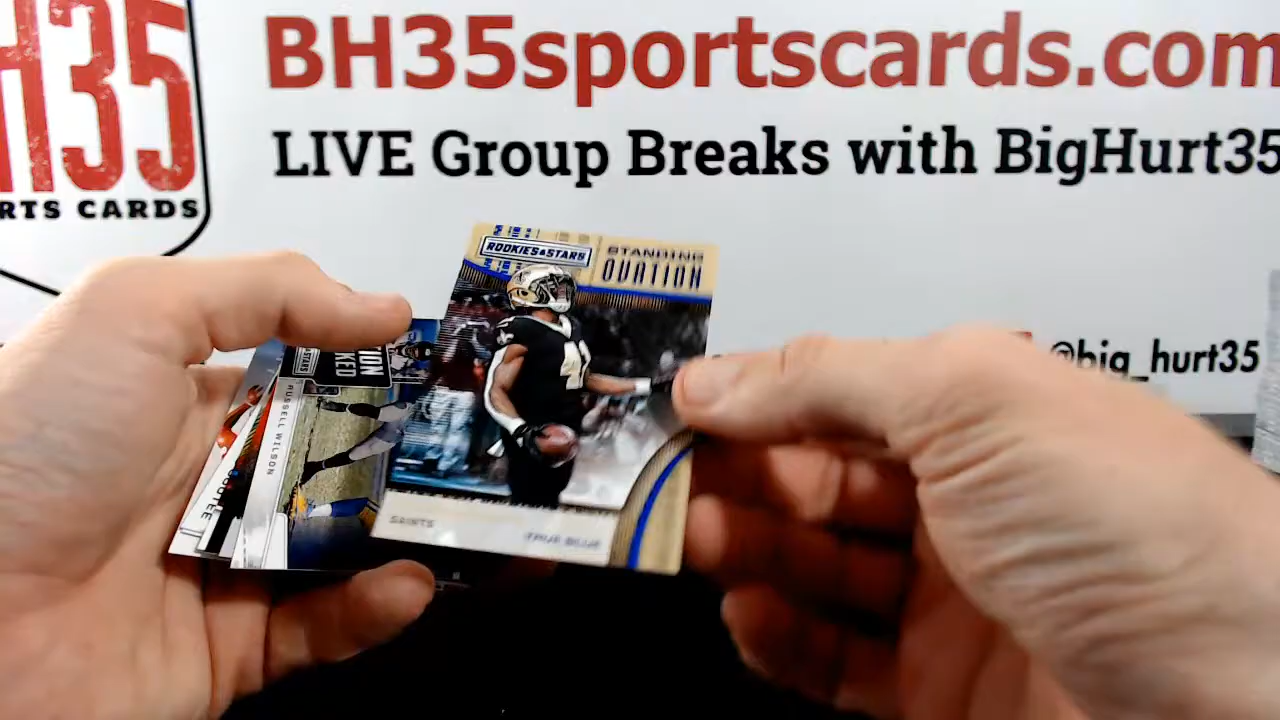 H35
RTS CARDS
BH35sportscards.com
LIVE Group Breaks with BigHurt35
@big_hurt35
ROOKIES & STARS
STANDING
OVATION
41
SAINTS
TRUE BLUE
RUSSELL WILSON